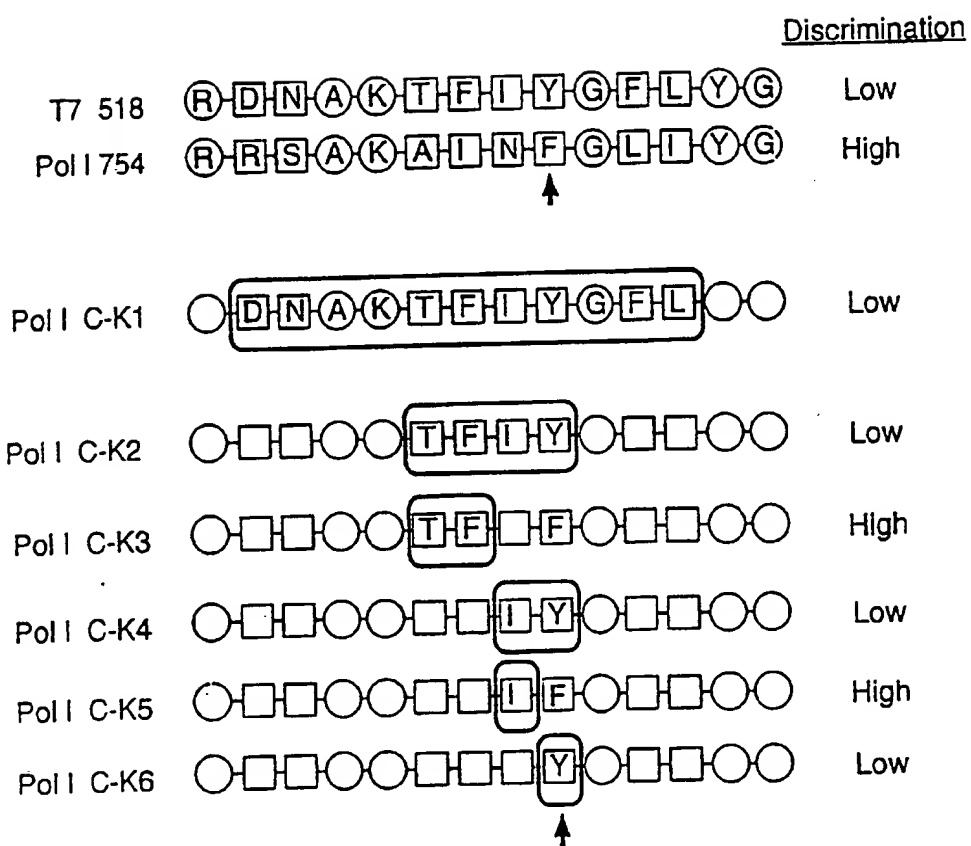 Discrimination
T7 518 R D N A K T F I Y G F L Y G Low
Pol I 754 R R S A K A I N F G L I Y G High
Pol I C-K1 D N A K T F I Y G F L Low
Pol I C-K2 T F I Y Low
Pol I C-K3 T F F High
Pol I C-K4 I Y Low
Pol I C-K5 I F High
Pol I C-K6 Y Low